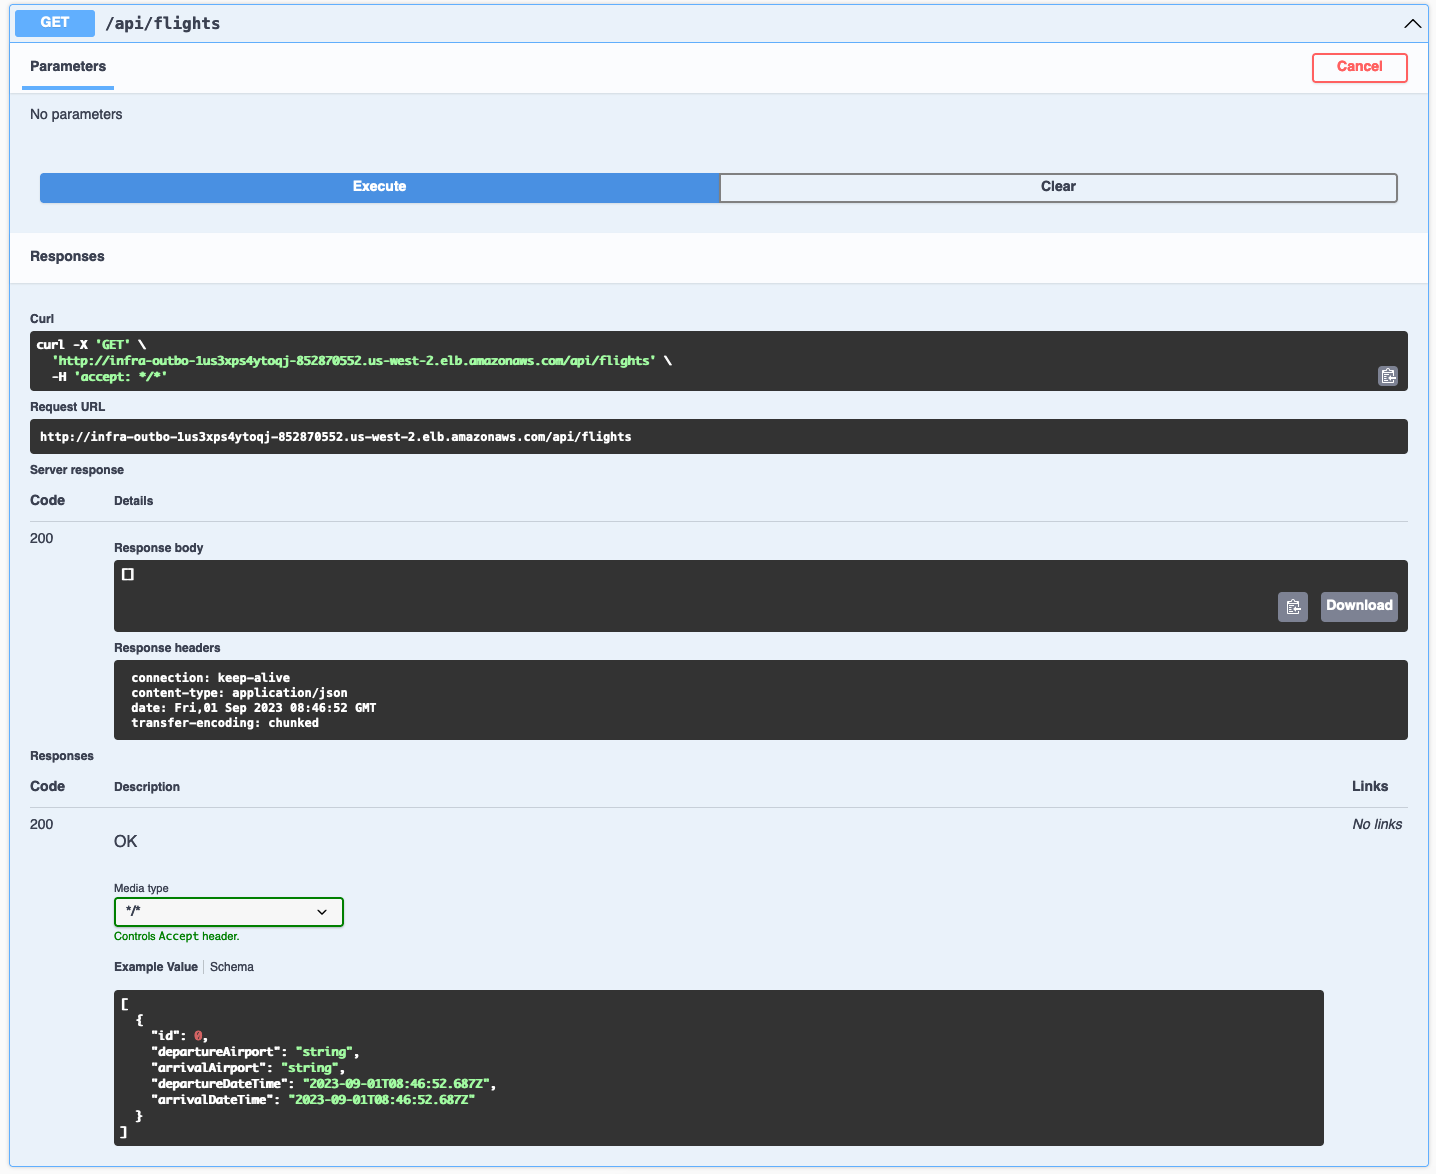 GET /api/flights
Parameters Cancel
No parameters
Execute Clear
Responses
Curl
curl -X 'GET' \
'http://infra-outbo-1us3xps4ytoqj-852870552.us-west-2.elb.amazonaws.com/api/flights' \
-H 'accept: */*'
Request URL
http://infra-outbo-1us3xps4ytoqj-852870552.us-west-2.elb.amazonaws.com/api/flights
Server response
Code Details
200
Response body
[]
Download
Response headers
connection: keep-alive
content-type: application/json
date: Fri,01 Sep 2023 08:46:52 GMT
transfer-encoding: chunked
Responses
Code Description Links
200 No links
OK
Media type
*/*
Controls Accept header.
Example Value Schema
[
{
"id": 0,
"departureAirport": "string",
"arrivalAirport": "string",
"departureDateTime": "2023-09-01T08:46:52.687Z",
"arrivalDateTime": "2023-09-01T08:46:52.687Z"
}
]